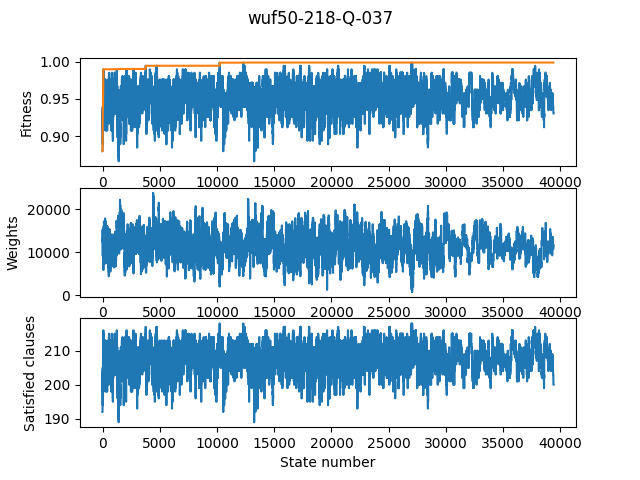 wuf50-218-Q-037
1.00
0.95
0.90
Fitness
0 5000 10000 15000 20000 25000 30000 35000 40000
20000
10000
0
Weights
0 5000 10000 15000 20000 25000 30000 35000 40000
210
200
190
Satisfied clauses
0 5000 10000 15000 20000 25000 30000 35000 40000
State number